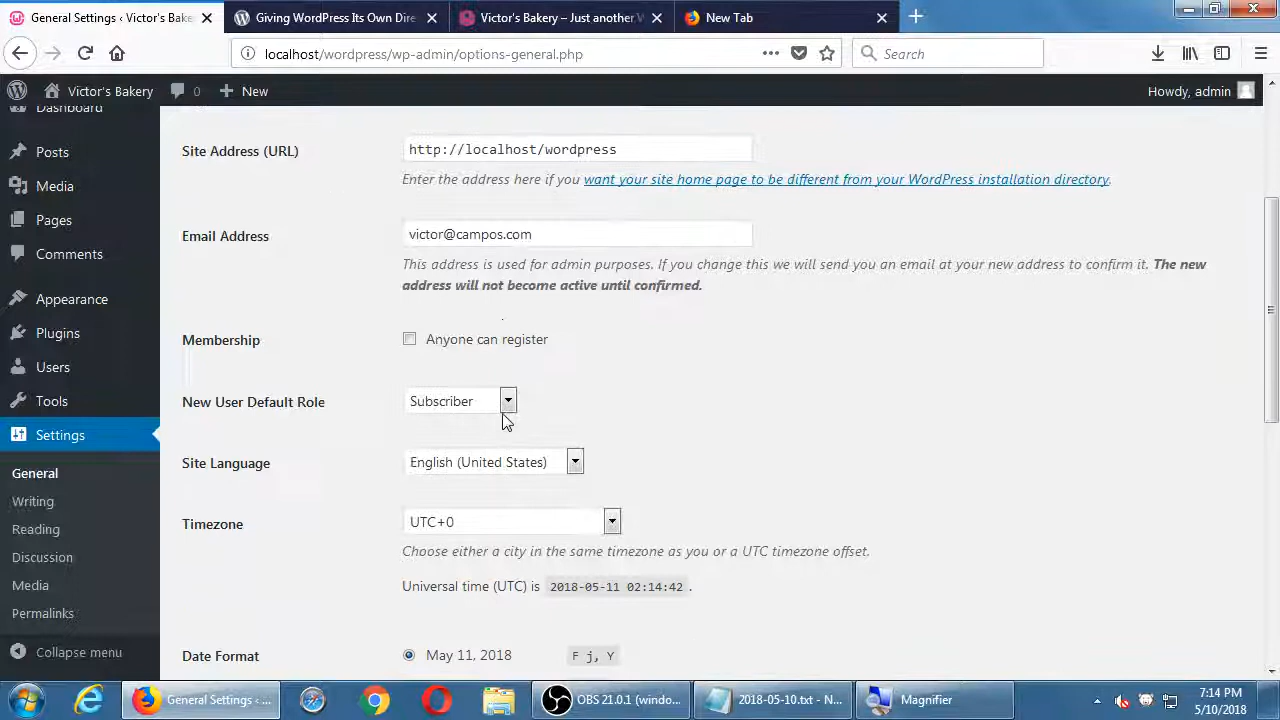 General Settings ‹ Victor's Bake
Giving WordPress Its Own Dire
Victor's Bakery – Just another
New Tab
localhost/wordpress/wp-admin/options-general.php
Search
Victor's Bakery
0
New
Howdy, admin
Dashboard
Posts
Media
Pages
Comments
Appearance
Plugins
Users
Tools
Settings
General
Writing
Reading
Discussion
Media
Permalinks
Collapse menu
Site Address (URL)
http://localhost/wordpress
Enter the address here if you want your site home page to be different from your WordPress installation directory.
Email Address
victor@campos.com
This address is used for admin purposes. If you change this we will send you an email at your new address to confirm it. The new
address will not become active until confirmed.
Membership
Anyone can register
New User Default Role
Subscriber
Site Language
English (United States)
Timezone
UTC+0
Choose either a city in the same timezone as you or a UTC timezone offset.
Universal time (UTC) is 2018-05-11 02:14:42 .
Date Format
May 11, 2018
F j, Y
General Settings ‹ ...
OBS 21.0.1 (windo...
2018-05-10.txt - N...
Magnifier
7:14 PM
5/10/2018